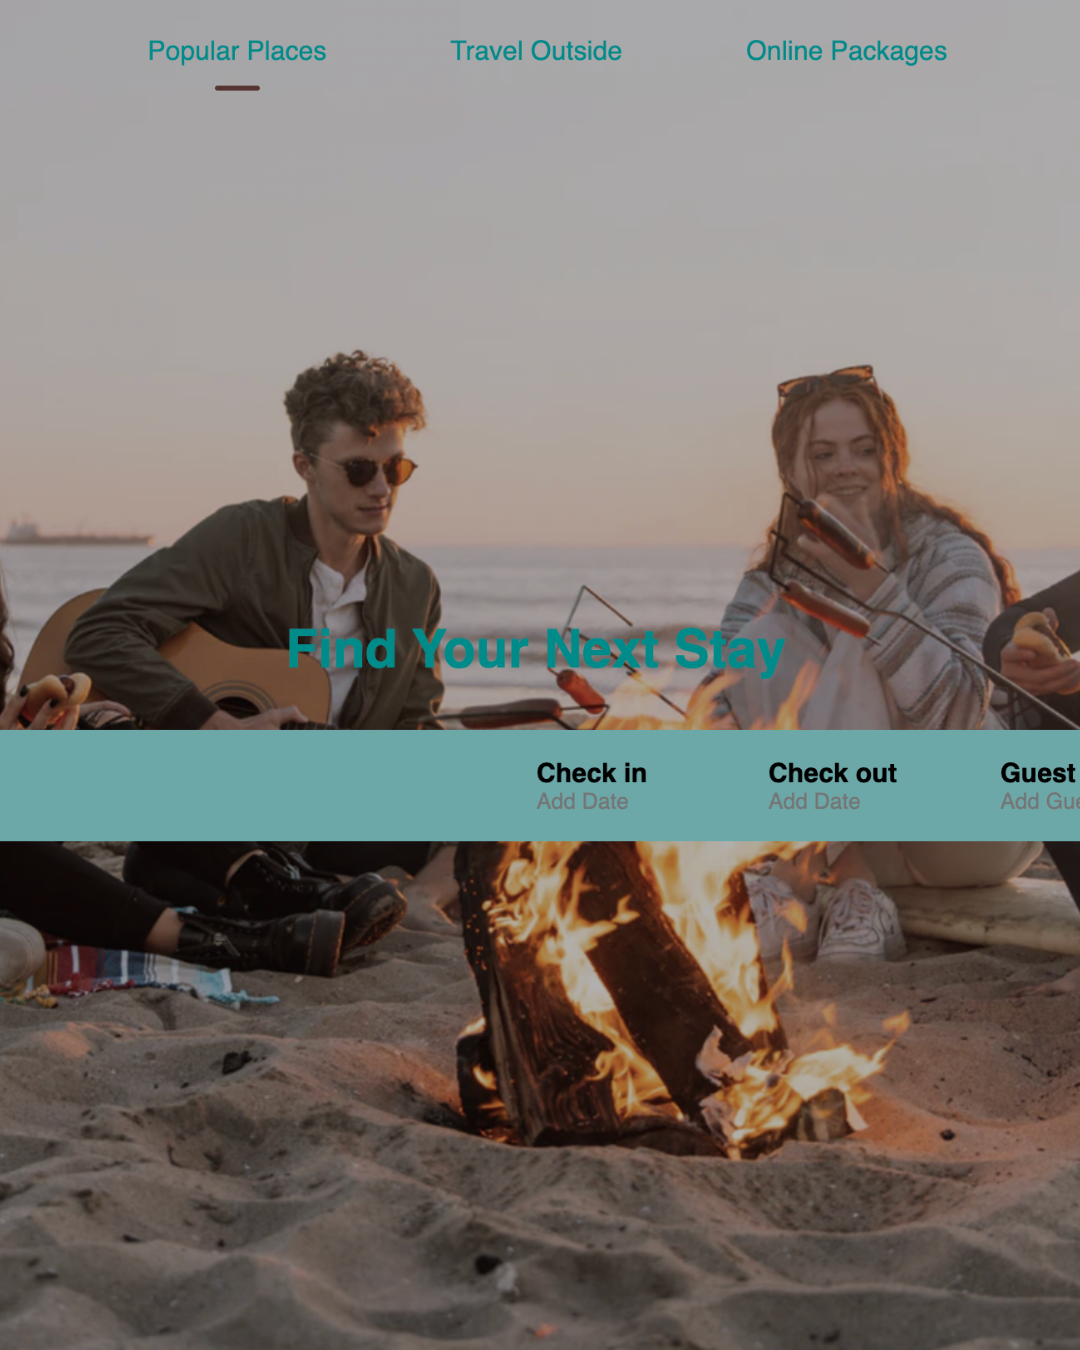 Popular Places Travel Outside Online Packages
Find Your Next Stay
Check in Check out Guest
Add Date Add Date Add Gue